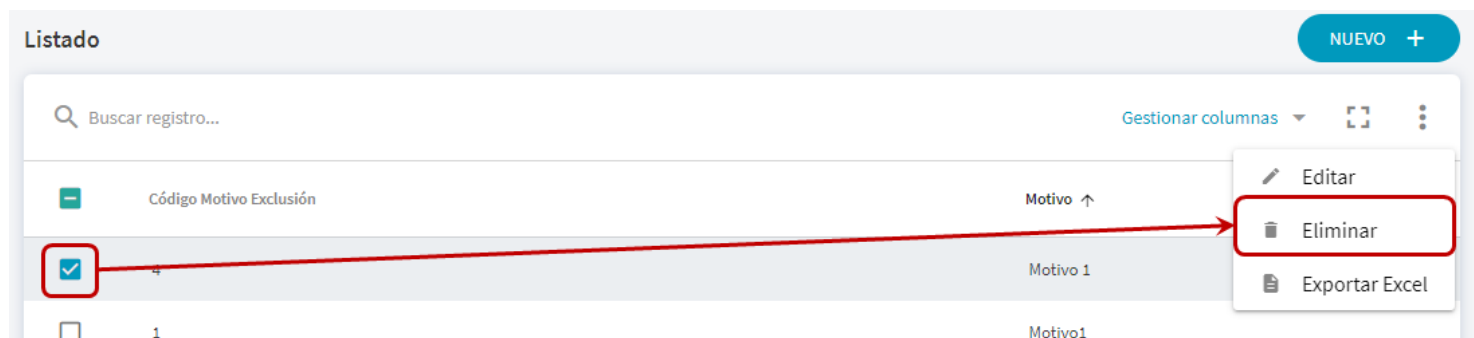 Listado
NUEVO +
Buscar registro...
Gestionar columnas
Editar
Código Motivo Exclusión
Motivo ↑
Eliminar
4
Motivo 1
Exportar Excel
1
Motivo1